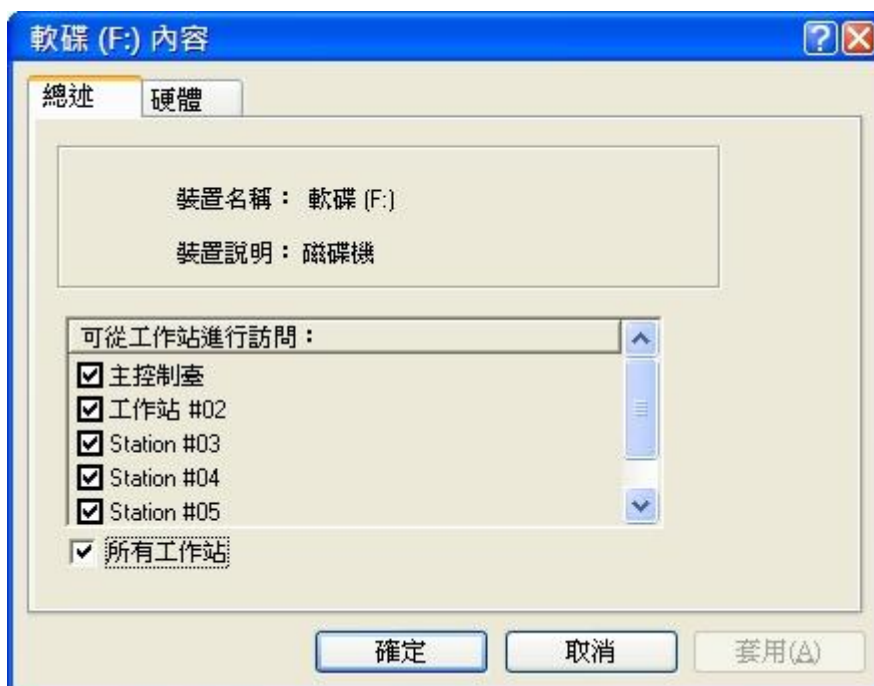 軟碟 (F:) 內容
總述 硬體
裝置名稱： 軟碟 (F:)
裝置說明：磁碟機
可從工作站進行訪問：
主控制臺
工作站 #02
Station #03
Station #04
Station #05
所有工作站
確定 取消 套用(A)